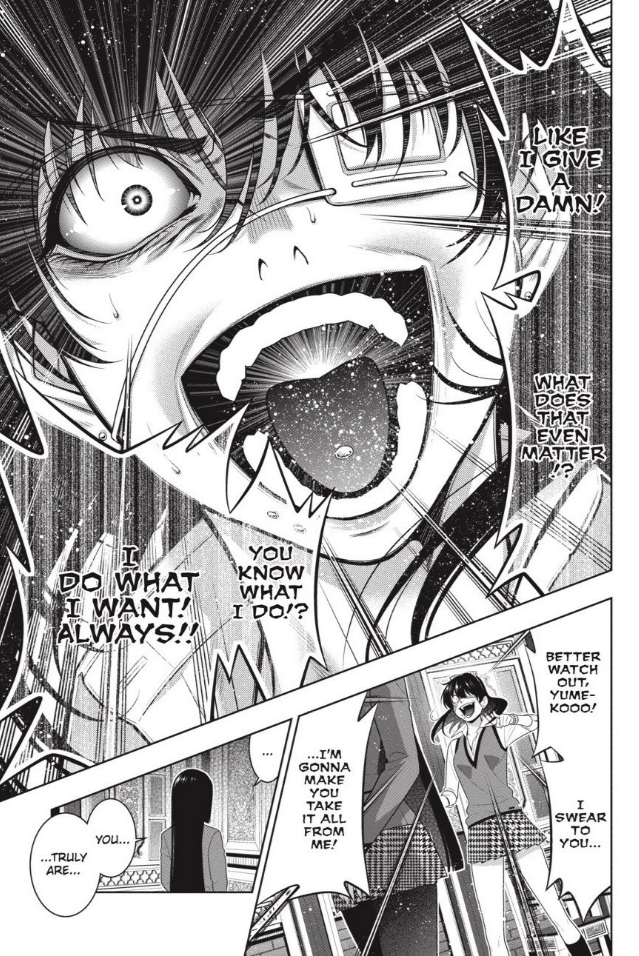 LIKE
I GIVE
A
DAMN!
WHAT
DOES
THAT
EVEN
MATTER
!?
YOU
KNOW
WHAT
I DO!?
I
DO WHAT
I WANT!
ALWAYS!!
BETTER
WATCH
OUT,
YUME-
KOOO!
I
SWEAR
TO
YOU...
...I'M
GONNA
MAKE
YOU
TAKE
IT ALL
FROM
ME!
...
YOU...
...TRULY
ARE...